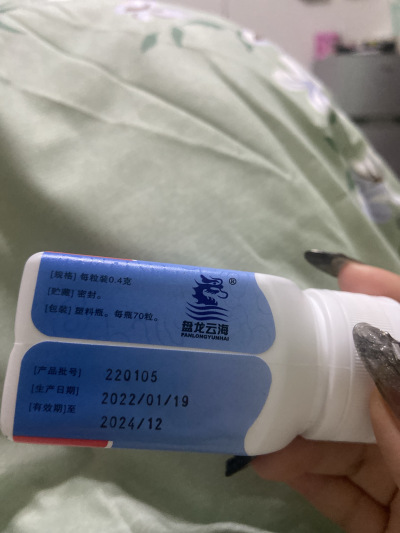 [规格] 每粒装0.4克
[贮藏] 密封。
[包装] 塑料瓶。每瓶70粒。
®
盘龙云海
PANLONGYUNHAI
[产品批号] 220105
[生产日期] 2022/01/19
[有效期]至 2024/12